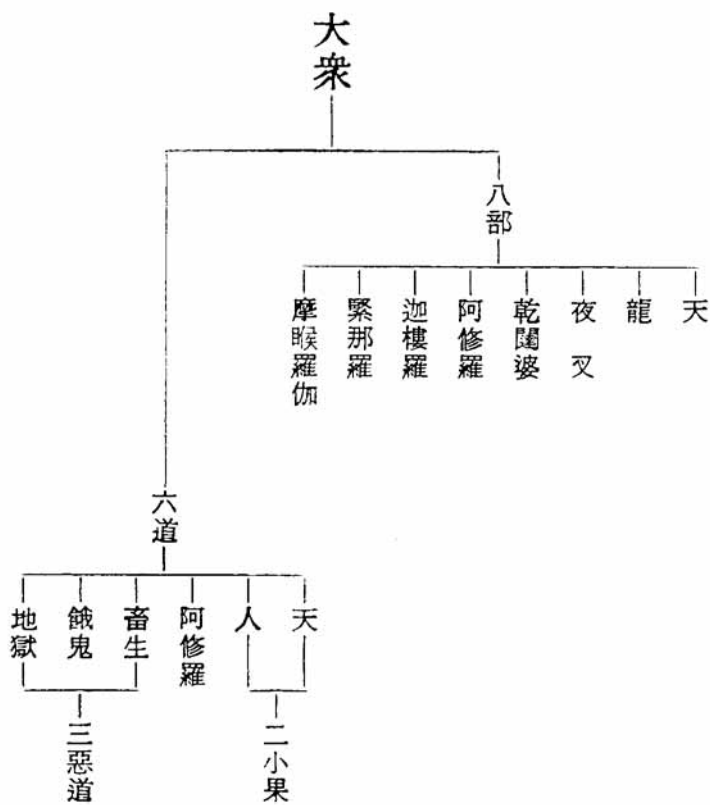 大衆
八部
天
龍
夜叉
乾闥婆
阿修羅
迦樓羅
緊那羅
摩睺羅伽
六道
天
人
阿修羅
畜生
餓鬼
地獄
二小果
三惡道